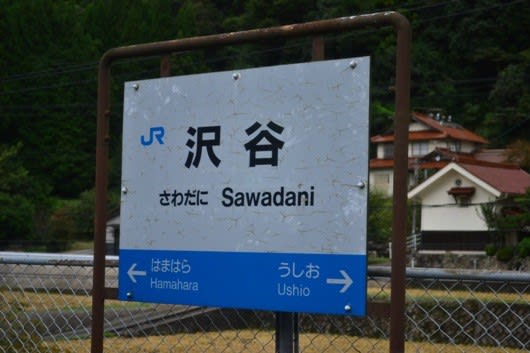 JR 沢谷
さわだに Sawadani
← はまはら うしお →
Hamahara Ushio